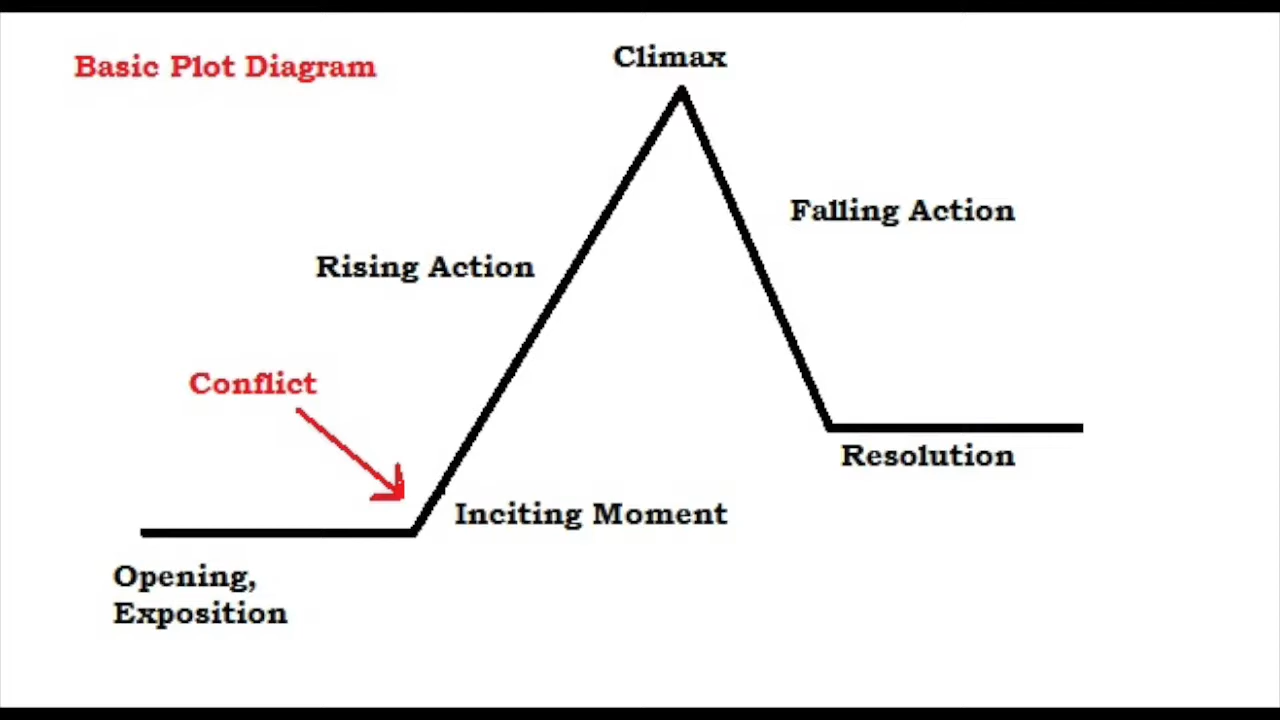 Basic Plot Diagram
Climax
Falling Action
Rising Action
Conflict
Resolution
Inciting Moment
Opening,
Exposition